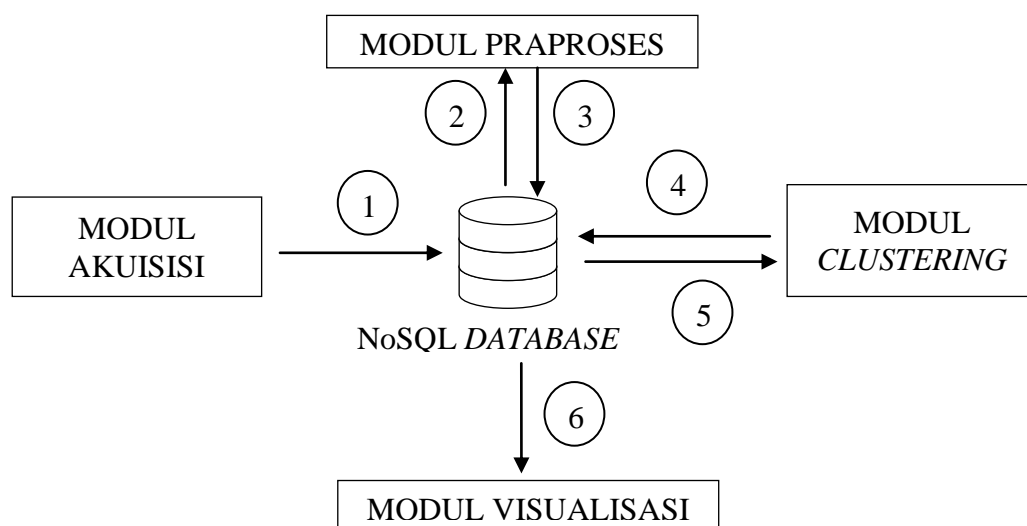 MODUL PRAPROSES
2
3
1
4
MODUL
AKUISISI
MODUL
CLUSTERING
5
NoSQL DATABASE
6
MODUL VISUALISASI